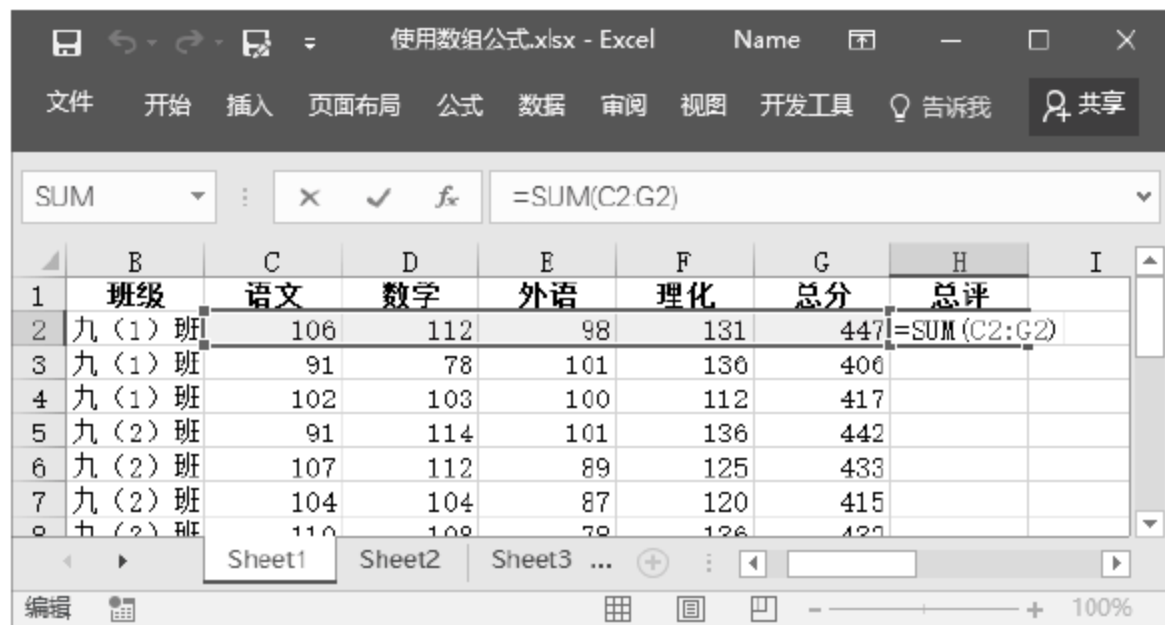 使用数组公式.xlsx - Excel Name
文件 开始 插入 页面布局 公式 数据 审阅 视图 开发工具 告诉我 共享
SUM fx =SUM(C2:G2)
B C D E F G H I
1 班级 语文 数学 外语 理化 总分 总评
2 九（1）班 106 112 98 131 447 =SUM(C2:G2)
3 九（1）班 91 78 101 136 406
4 九（1）班 102 103 100 112 417
5 九（2）班 91 114 101 136 442
6 九（2）班 107 112 89 125 433
7 九（2）班 104 104 87 120 415
九（2）班
Sheet1 Sheet2 Sheet3 ...
编辑 100%